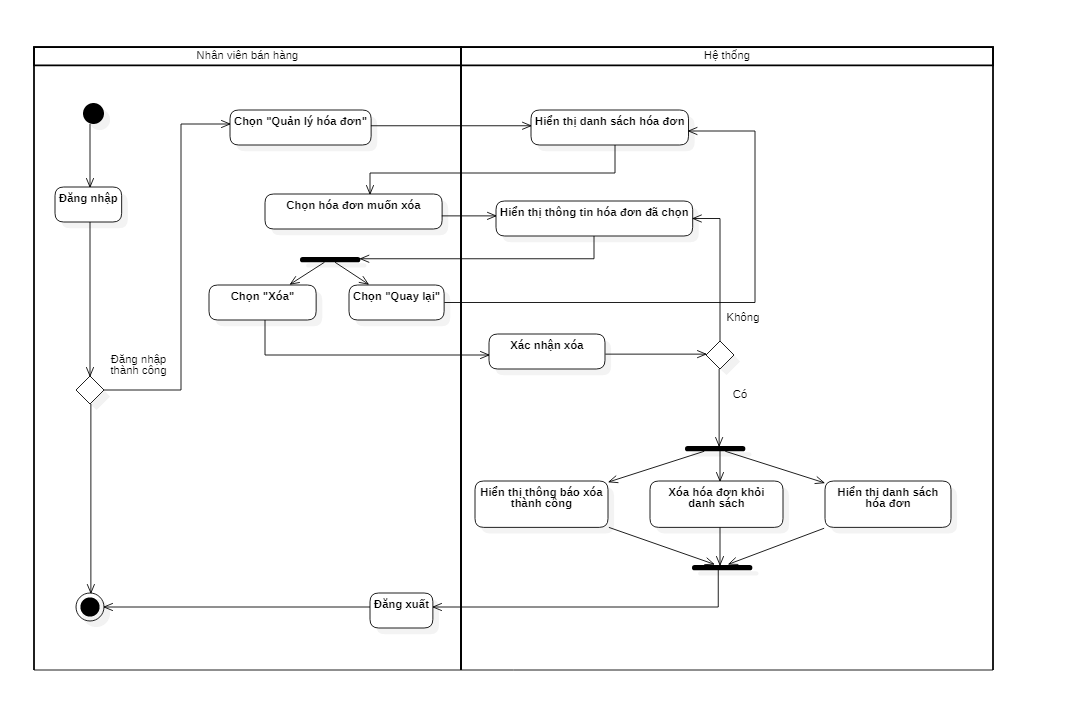 Nhân viên bán hàng
Hệ thống
Chọn "Quản lý hóa đơn"
Hiển thị danh sách hóa đơn
Đăng nhập
Chọn hóa đơn muốn xóa
Hiển thị thông tin hóa đơn đã chọn
Chọn "Xóa"
Chọn "Quay lại"
Không
Xác nhận xóa
Đăng nhập
thành công
Có
Hiển thị thông báo xóa
thành công
Xóa hóa đơn khỏi
danh sách
Hiển thị danh sách
hóa đơn
Đăng xuất